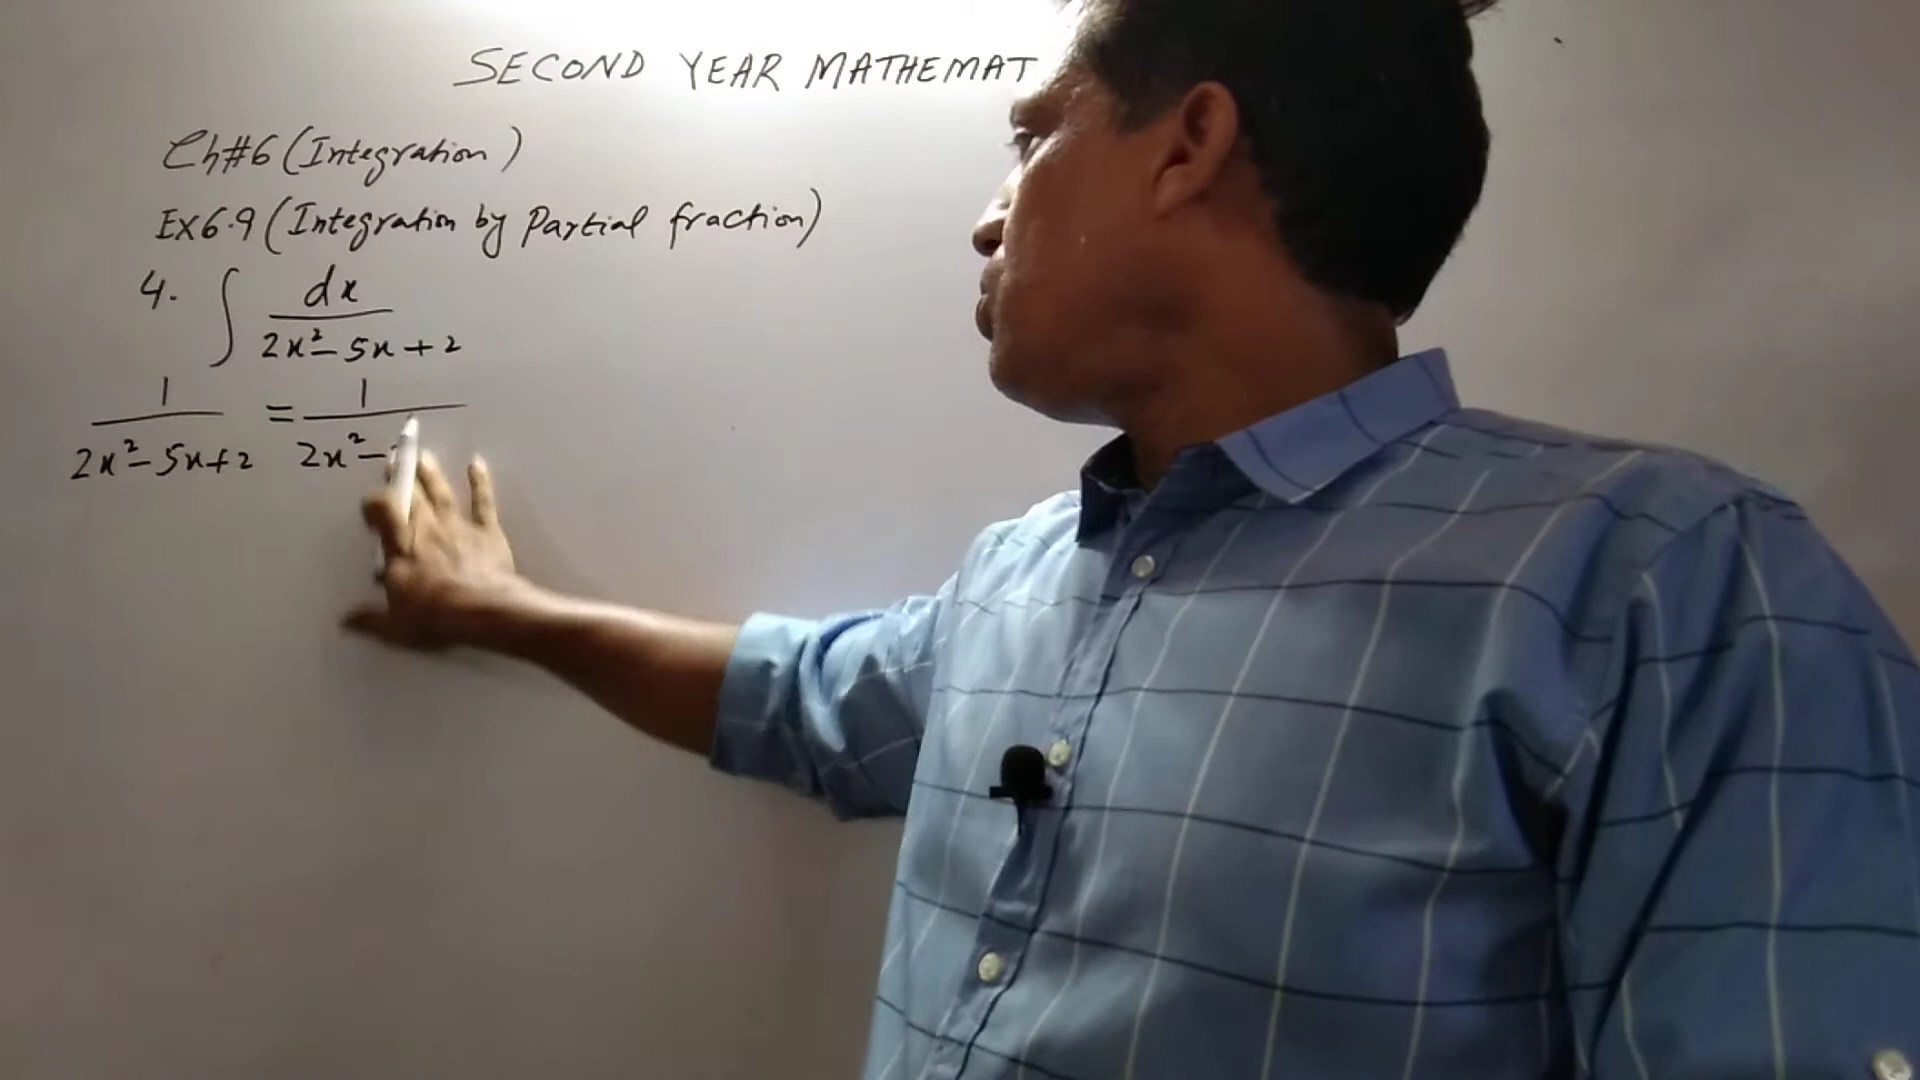 SECOND YEAR MATHEMAT
Ch#6 (Integration)
EX6.9 (Integration by Partial fraction)
4. ∫ dx / 2x² - 5x + 2
1 / 2x² - 5x + 2 = 1 / 2x² -